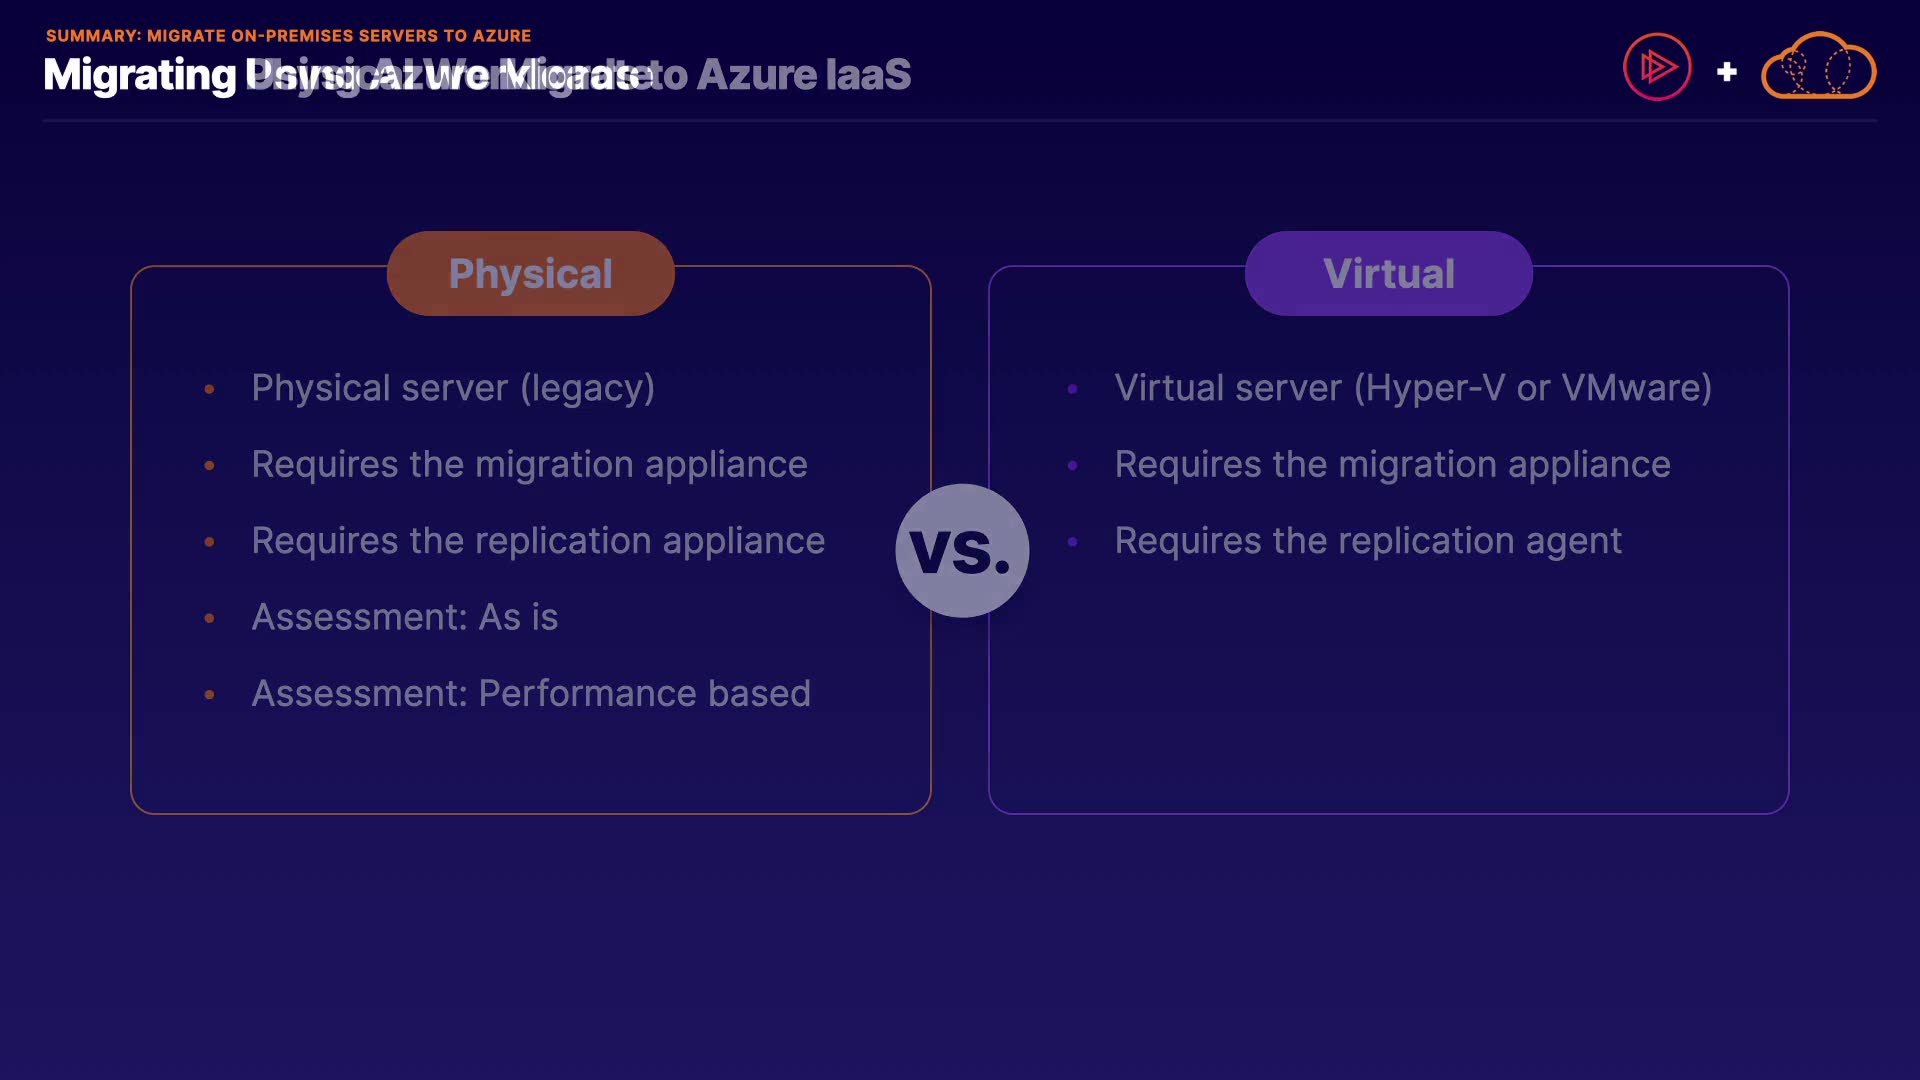 SUMMARY: MIGRATE ON-PREMISES SERVERS TO AZURE
Migrating to Azure IaaS
Physical
Physical server (legacy)
Requires the migration appliance
Requires the replication appliance
Assessment: As is
Assessment: Performance based
VS.
Virtual
Virtual server (Hyper-V or VMware)
Requires the migration appliance
Requires the replication agent